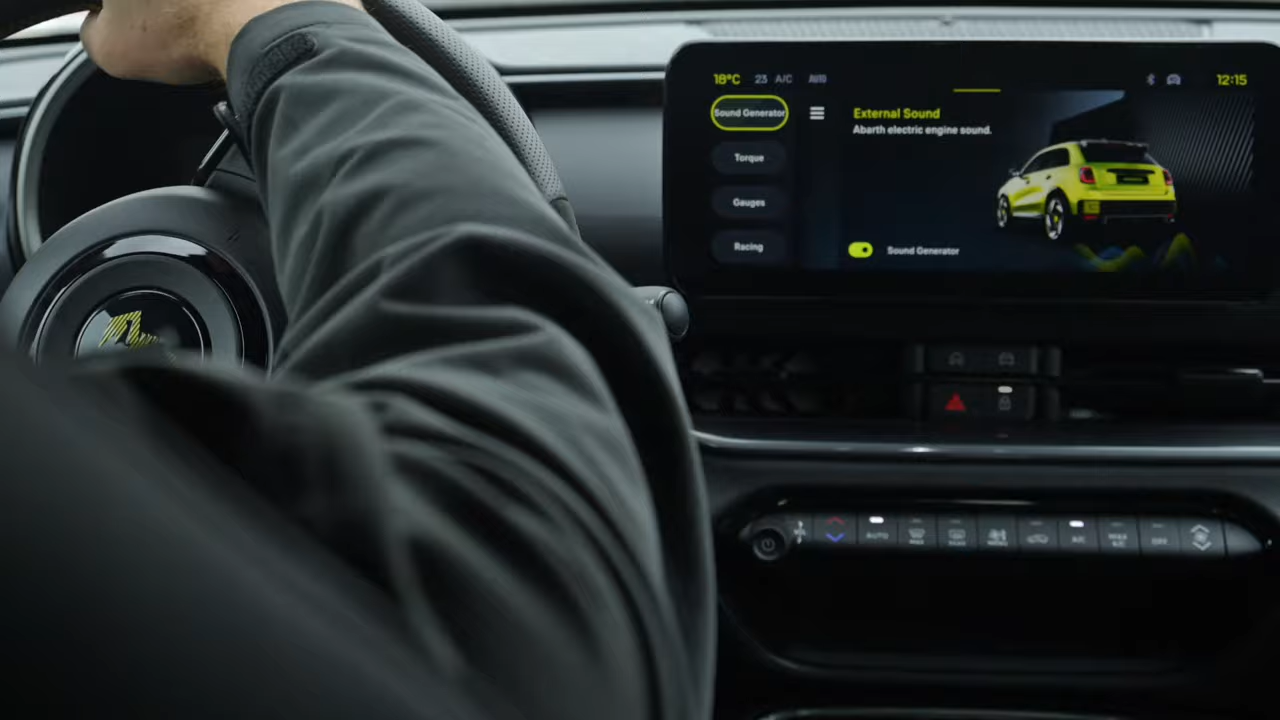 18°C 23 A/C AUTO 12:15
Sound Generator
External Sound
Abarth electric engine sound.
Torque
Gauges
Racing
Sound Generator
AUTO
A/C
OFF